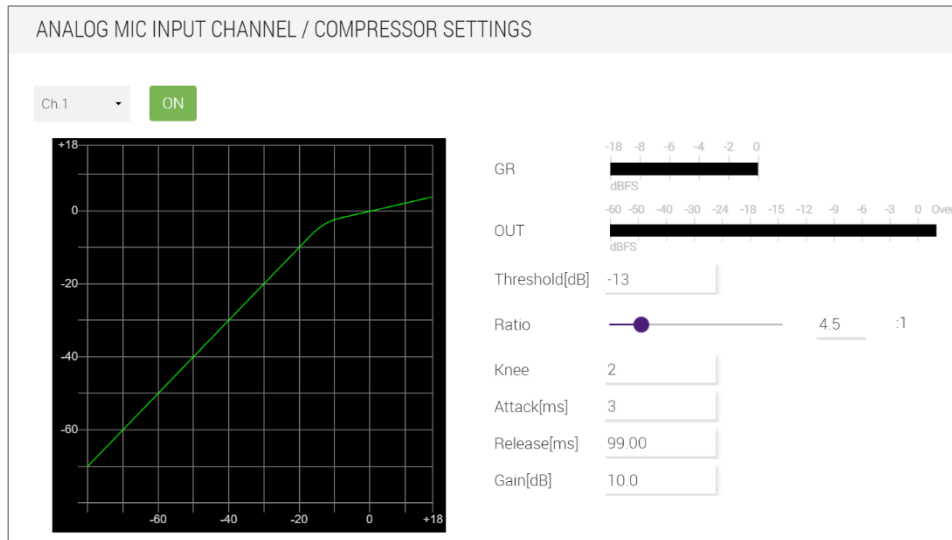 ANALOG MIC INPUT CHANNEL / COMPRESSOR SETTINGS
Ch.1 ON
+18
0
-20
-40
-60
-60 -40 -20 0 +18
-18 -8 -6 -4 -2 0
GR
dBFS
-60 -50 -40 -30 -24 -18 -15 -12 -9 -6 -3 0 Over
OUT
dBFS
Threshold[dB] -13
Ratio 4.5 :1
Knee 2
Attack[ms] 3
Release[ms] 99.00
Gain[dB] 10.0